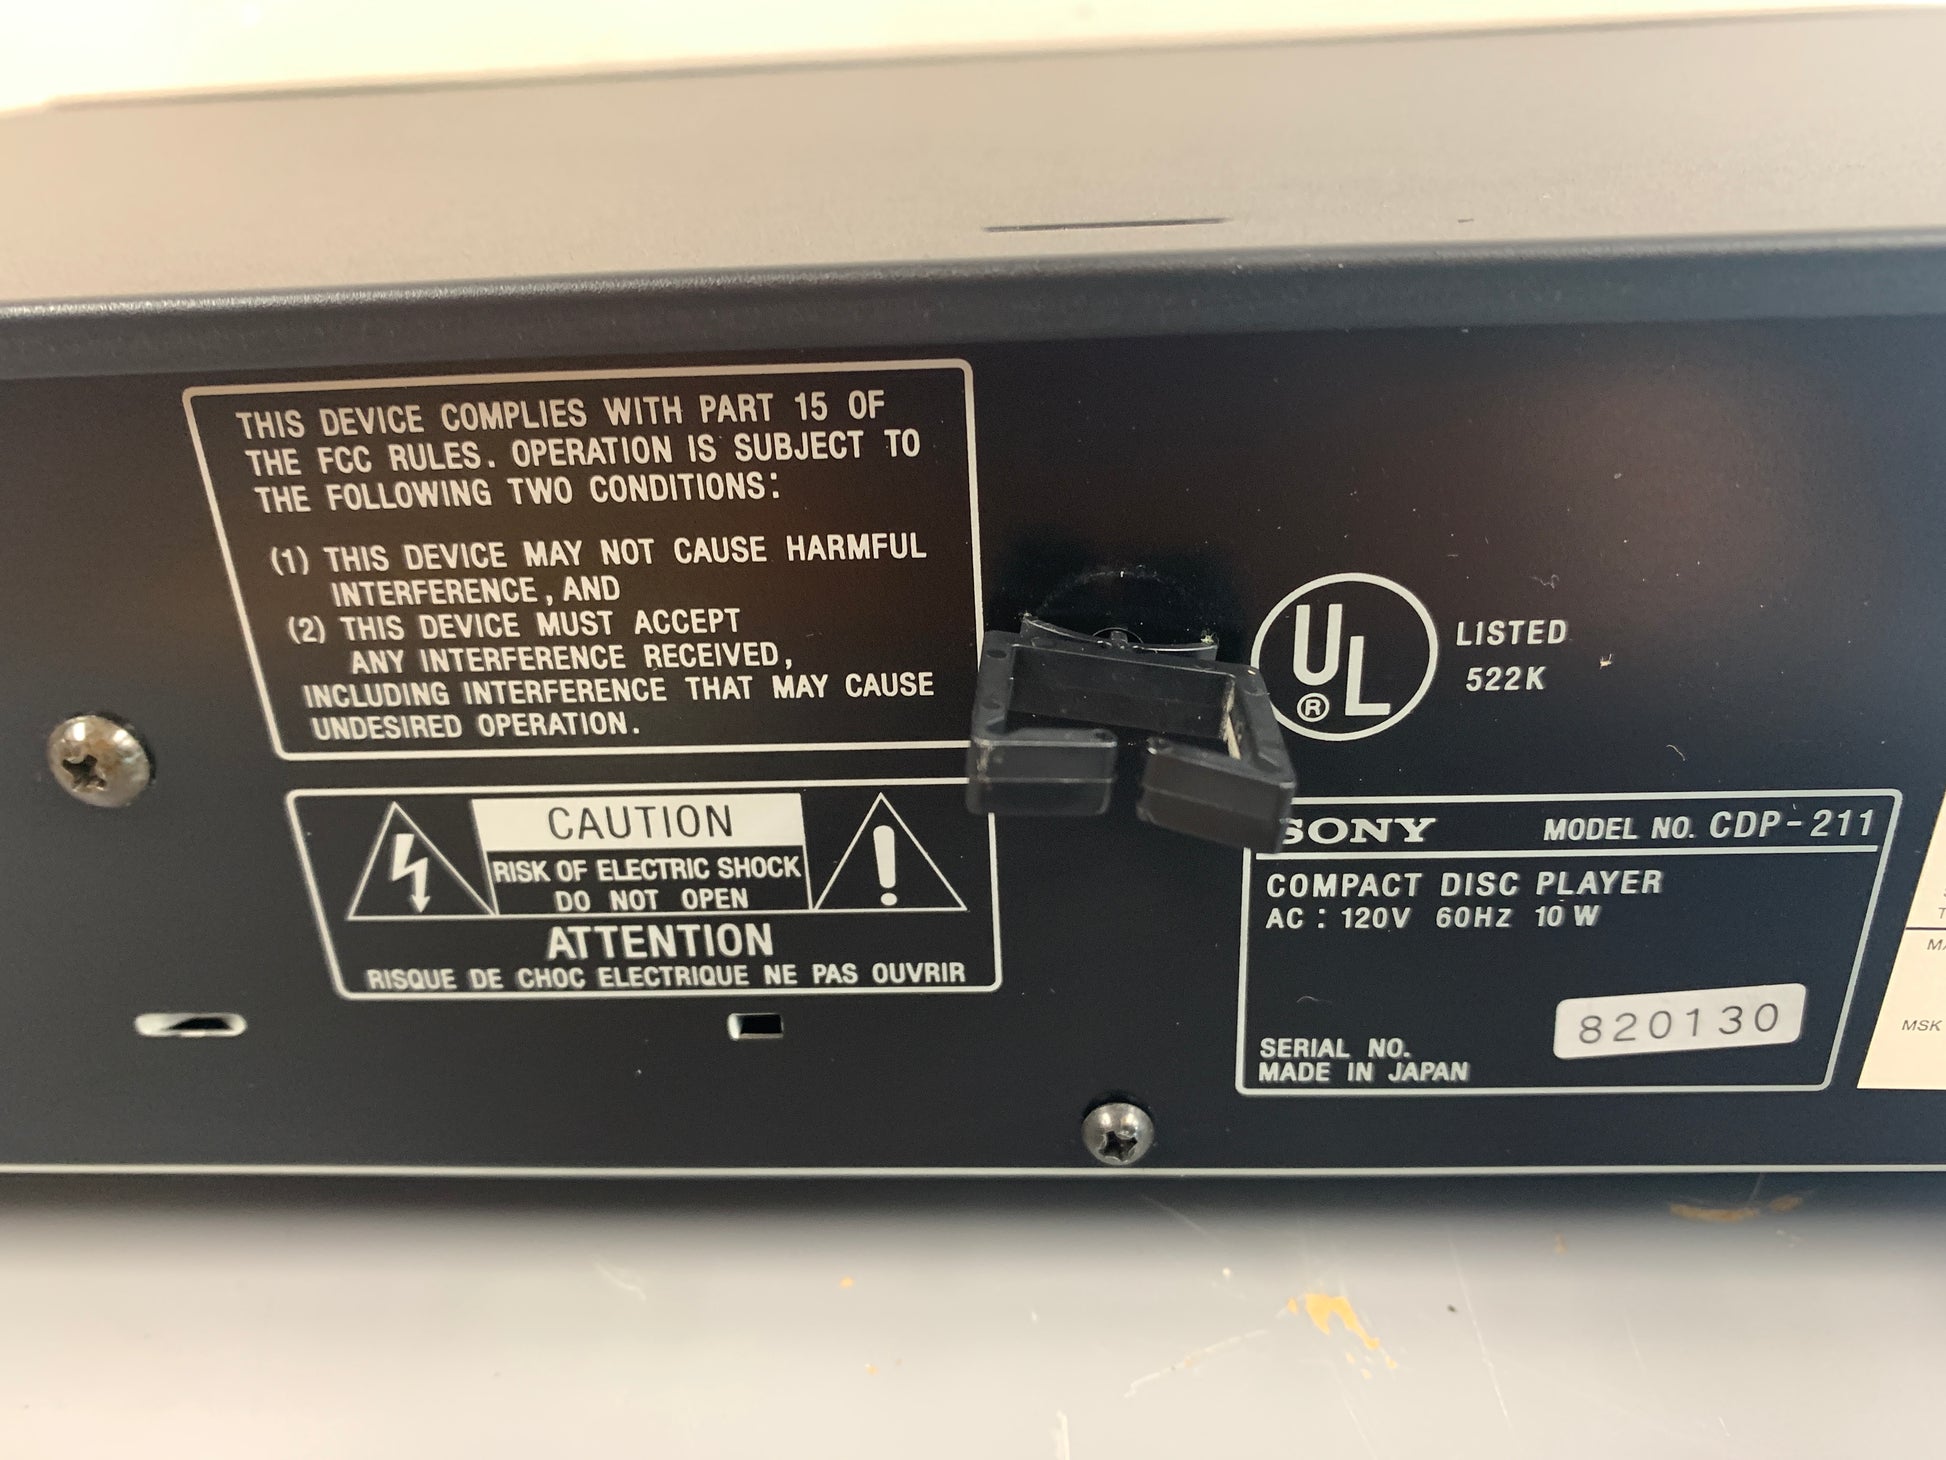 THIS DEVICE COMPLIES WITH PART 15 OF
THE FCC RULES. OPERATION IS SUBJECT TO
THE FOLLOWING TWO CONDITIONS:
(1) THIS DEVICE MAY NOT CAUSE HARMFUL
INTERFERENCE, AND
(2) THIS DEVICE MUST ACCEPT
ANY INTERFERENCE RECEIVED,
INCLUDING INTERFERENCE THAT MAY CAUSE
UNDESIRED OPERATION.
CAUTION
RISK OF ELECTRIC SHOCK
DO NOT OPEN
ATTENTION
RISQUE DE CHOC ELECTRIQUE NE PAS OUVRIR
UL ®
LISTED
522K
SONY MODEL NO. CDP-211
COMPACT DISC PLAYER
AC : 120V 60HZ 10 W
820130
SERIAL NO.
MADE IN JAPAN
MSK